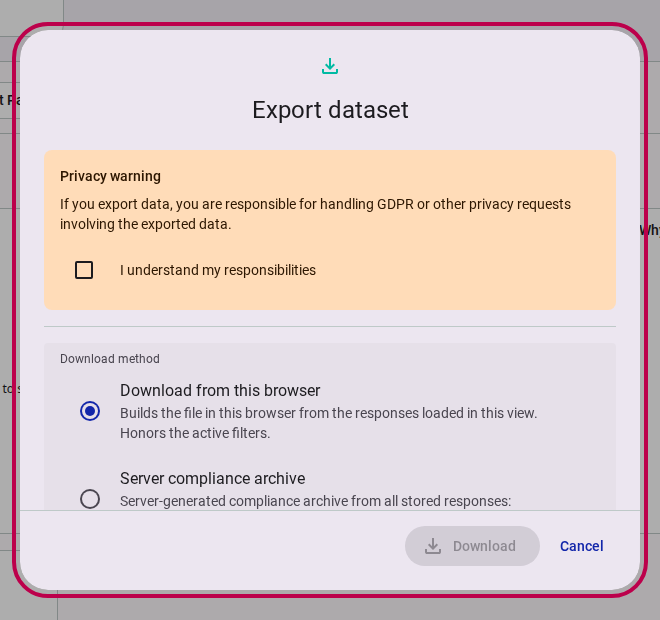 Export dataset
Privacy warning
If you export data, you are responsible for handling GDPR or other privacy requests
involving the exported data.
I understand my responsibilities
Download method
Download from this browser
Builds the file in this browser from the responses loaded in this view.
Honors the active filters.
Server compliance archive
Server-generated compliance archive from all stored responses:
Download
Cancel